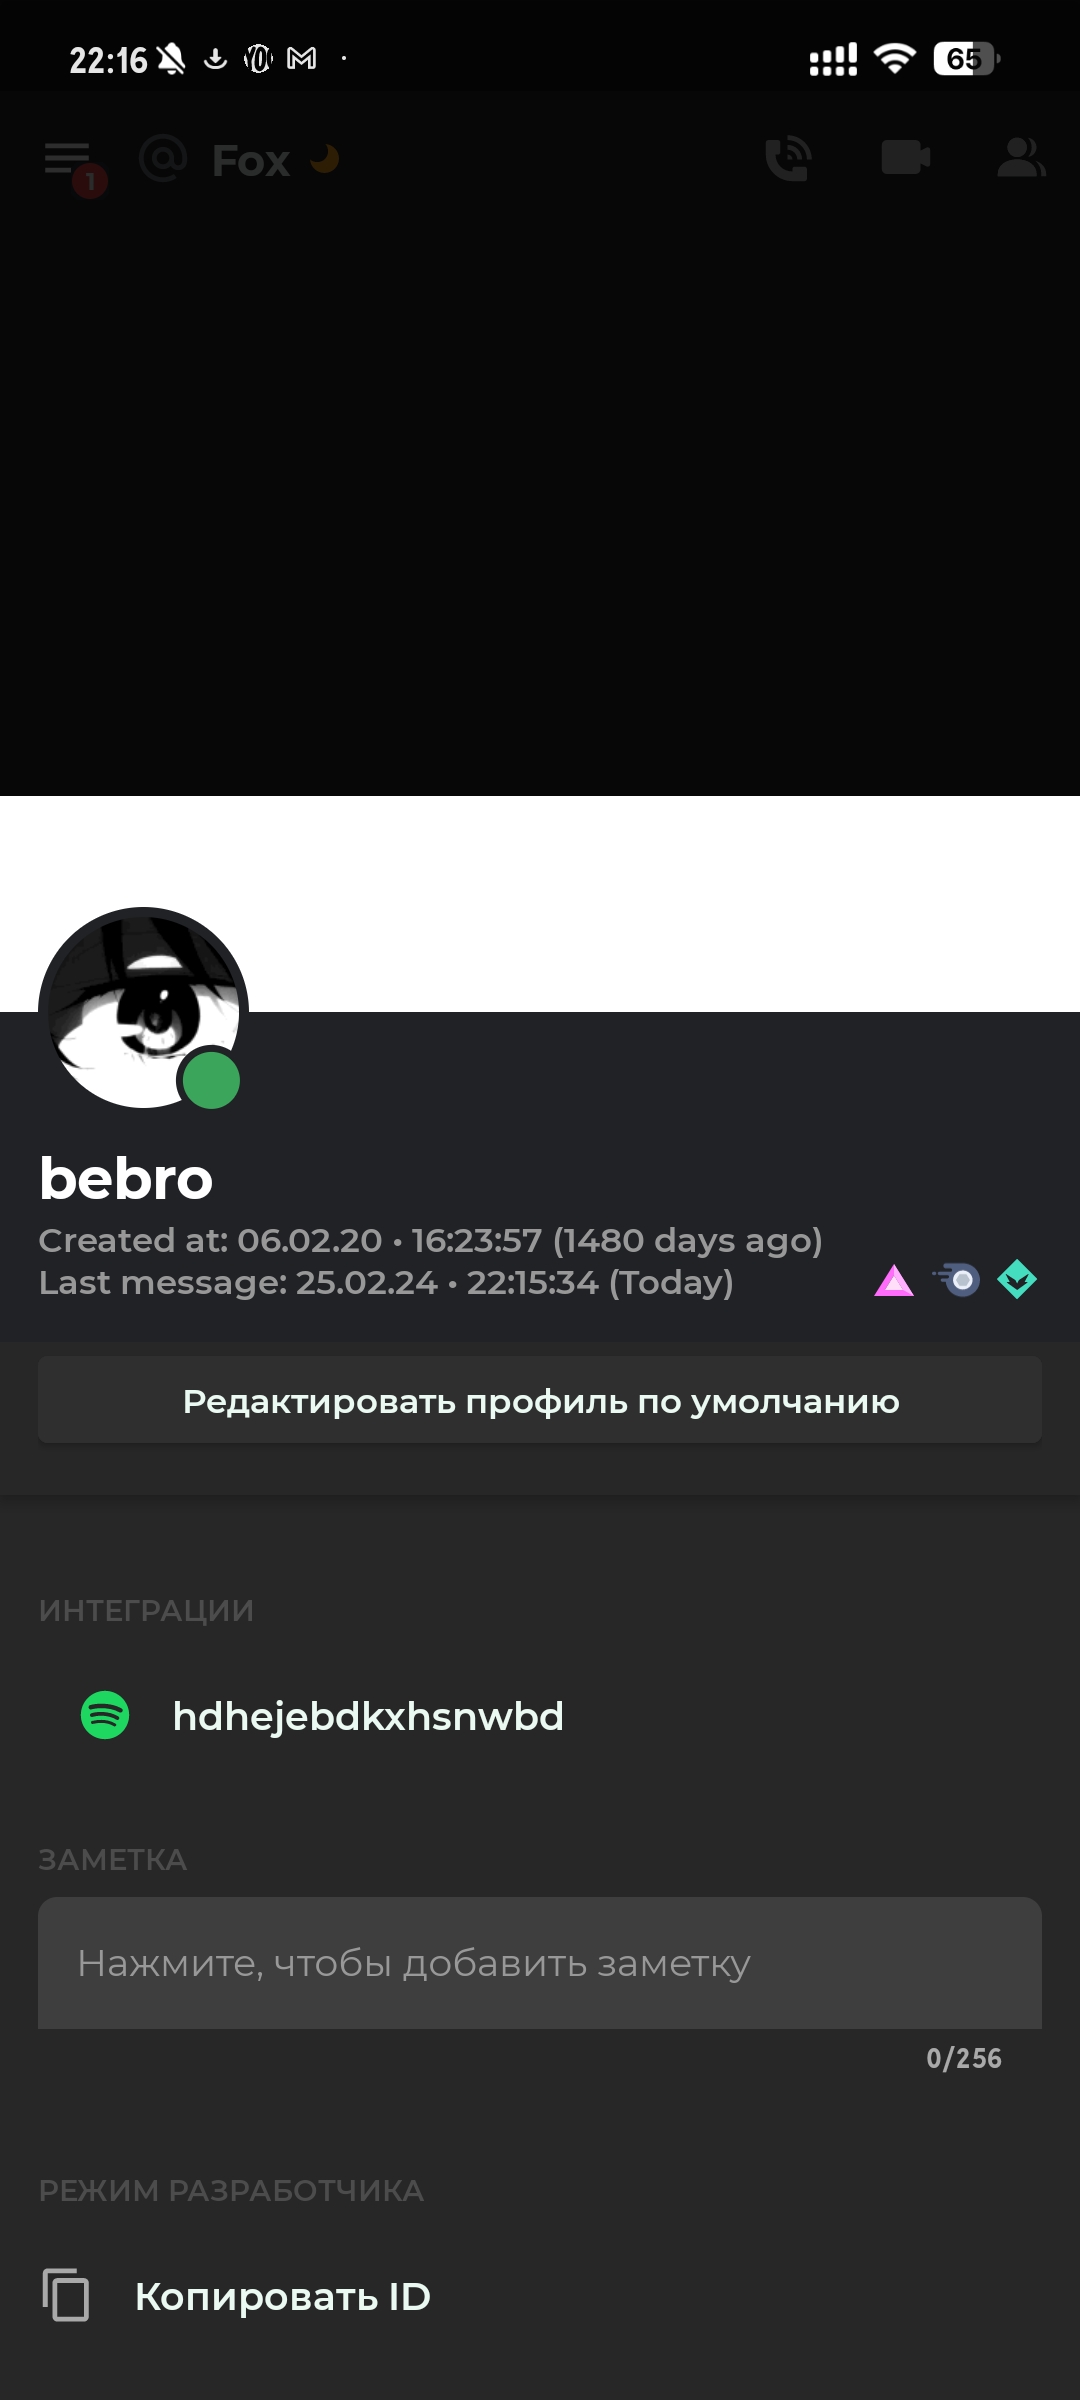 22:16
65
1
Fox
bebro
Created at: 06.02.20 • 16:23:57 (1480 days ago)
Last message: 25.02.24 • 22:15:34 (Today)
Редактировать профиль по умолчанию
ИНТЕГРАЦИИ
hdhejebdkxhsnwbd
ЗАМЕТКА
Нажмите, чтобы добавить заметку
0/256
РЕЖИМ РАЗРАБОТЧИКА
Копировать ID